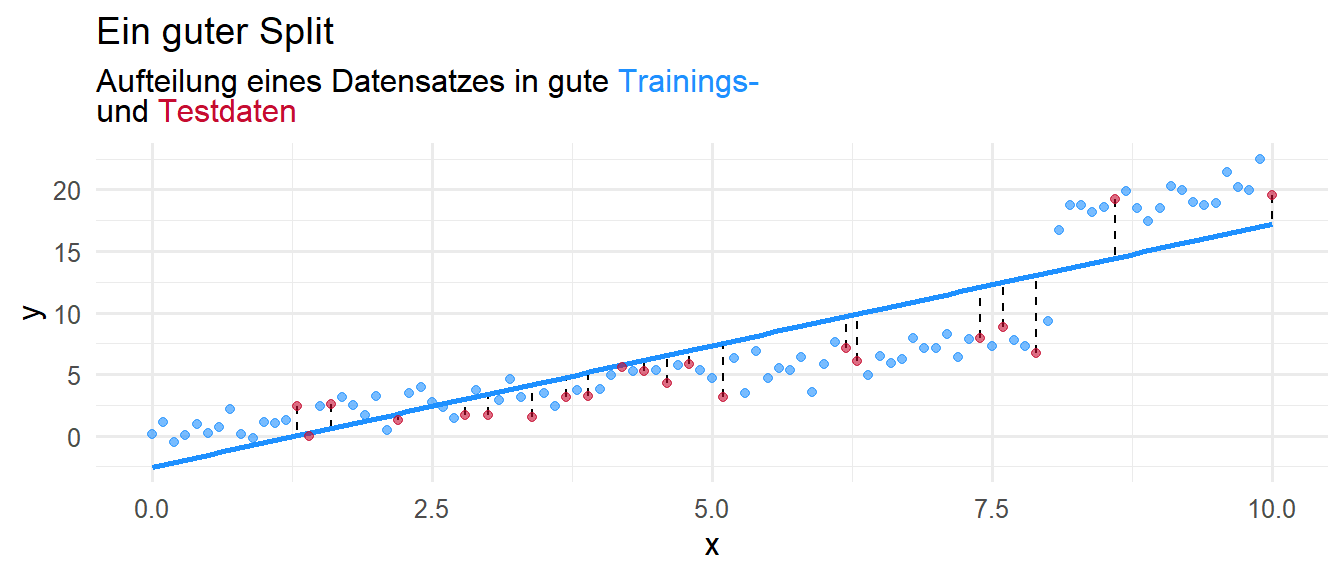 Ein guter Split
Aufteilung eines Datensatzes in gute Trainings-
und Testdaten
20
15
10
5
0
y
0.0 2.5 5.0 7.5 10.0
x